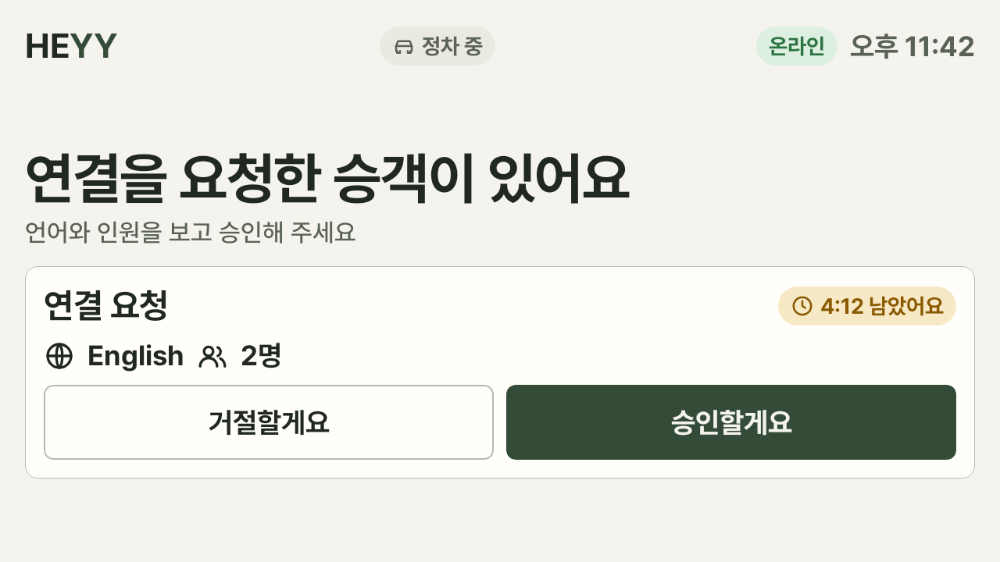 HEYY
정차 중
온라인
오후 11:42
연결을 요청한 승객이 있어요
언어와 인원을 보고 승인해 주세요
연결 요청
4:12 남았어요
English
2명
거절할게요
승인할게요